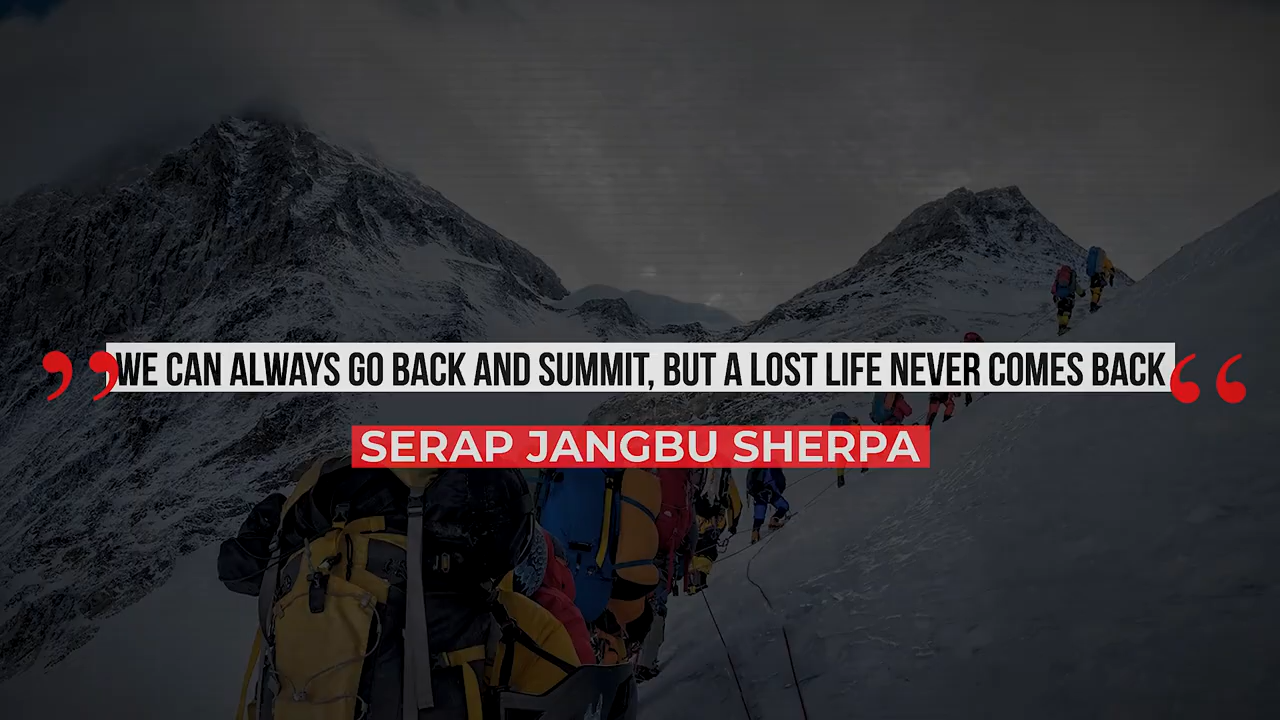 ”WE CAN ALWAYS GO BACK AND SUMMIT, BUT A LOST LIFE NEVER COMES BACK“
SERAP JANGBU SHERPA